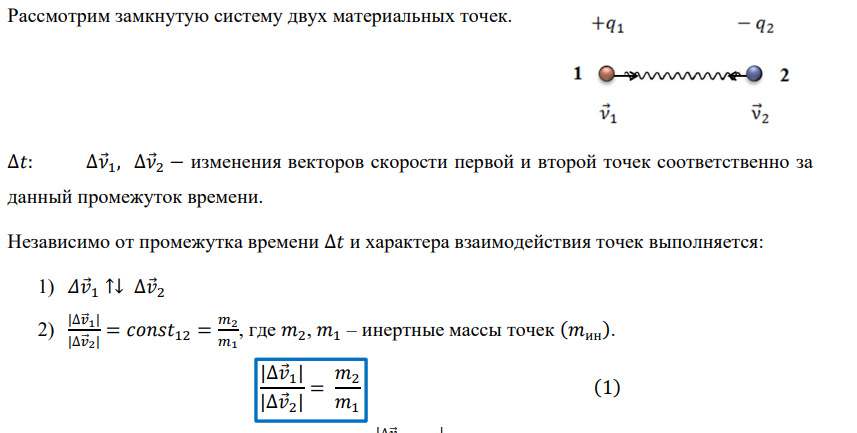 Рассмотрим замкнутую систему двух материальных точек.
+q₁ − q₂
1 2
v⃗₁ v⃗₂
Δt: Δv⃗₁, Δv⃗₂ − изменения векторов скорости первой и второй точек соответственно за
данный промежуток времени.
Независимо от промежутка времени Δt и характера взаимодействия точек выполняется:
1) Δv⃗₁ ↑↓ Δv⃗₂
2) |Δv⃗₁|/|Δv⃗₂| = const₁₂ = m₂/m₁, где m₂, m₁ – инертные массы точек (mин).
|Δv⃗₁|/|Δv⃗₂| = m₂/m₁ (1)